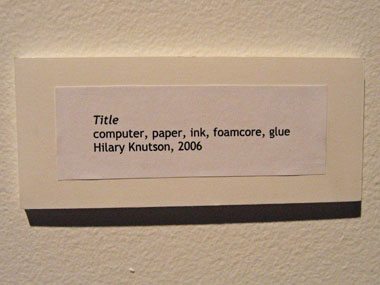 Title
computer, paper, ink, foamcore, glue
Hilary Knutson, 2006